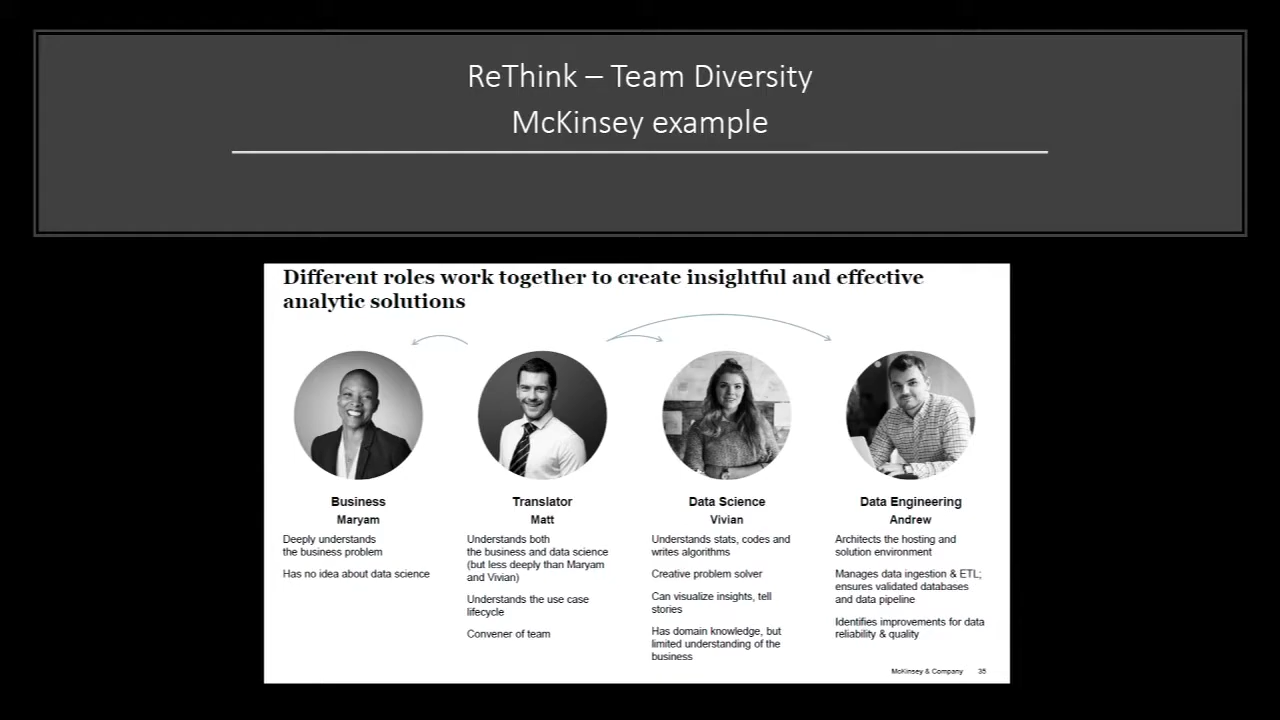 ReThink – Team Diversity
McKinsey example
Different roles work together to create insightful and effective
analytic solutions
Business
Maryam
Deeply understands
the business problem
Has no idea about data science
Translator
Matt
Understands both
the business and data science
(but less deeply than Maryam
and Vivian)
Understands the use case
lifecycle
Convener of team
Data Science
Vivian
Understands stats, codes and
writes algorithms
Creative problem solver
Can visualize insights, tell
stories
Has domain knowledge, but
limited understanding of the
business
Data Engineering
Andrew
Architects the hosting and
solution environment
Manages data ingestion & ETL;
ensures validated databases
and data pipeline
Identifies improvements for data
reliability & quality
McKinsey & Company 35